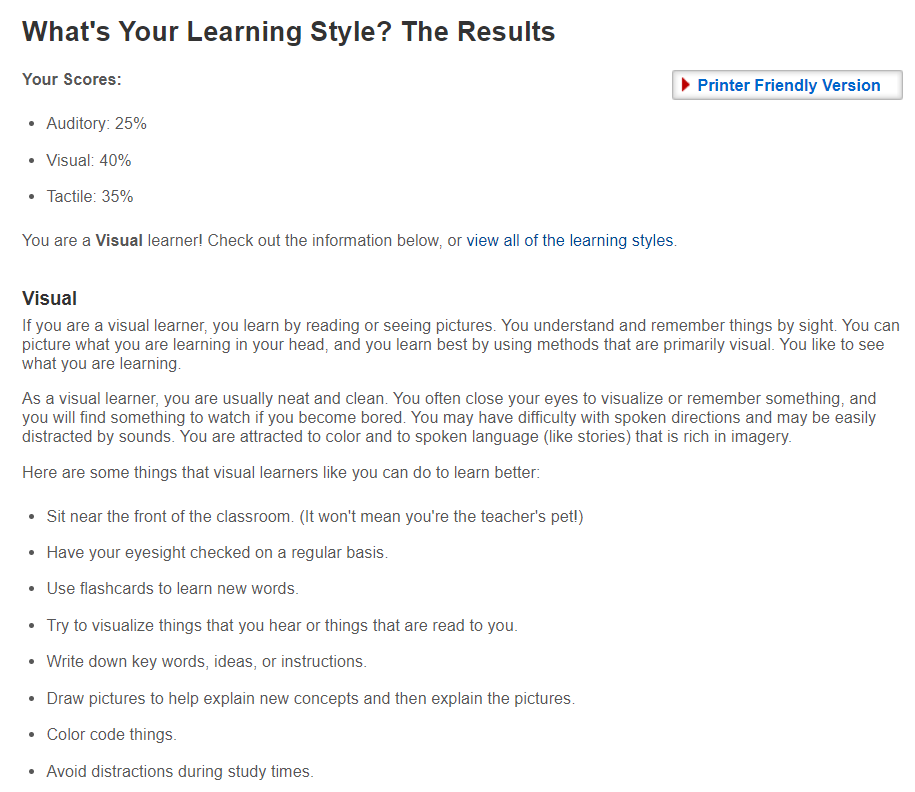 What's Your Learning Style? The Results
Your Scores:
Printer Friendly Version
• Auditory: 25%
• Visual: 40%
• Tactile: 35%
You are a Visual learner! Check out the information below, or view all of the learning styles.
Visual
If you are a visual learner, you learn by reading or seeing pictures. You understand and remember things by sight. You can
picture what you are learning in your head, and you learn best by using methods that are primarily visual. You like to see
what you are learning.
As a visual learner, you are usually neat and clean. You often close your eyes to visualize or remember something, and
you will find something to watch if you become bored. You may have difficulty with spoken directions and may be easily
distracted by sounds. You are attracted to color and to spoken language (like stories) that is rich in imagery.
Here are some things that visual learners like you can do to learn better:
• Sit near the front of the classroom. (It won't mean you're the teacher's pet!)
• Have your eyesight checked on a regular basis.
• Use flashcards to learn new words.
• Try to visualize things that you hear or things that are read to you.
• Write down key words, ideas, or instructions.
• Draw pictures to help explain new concepts and then explain the pictures.
• Color code things.
• Avoid distractions during study times.